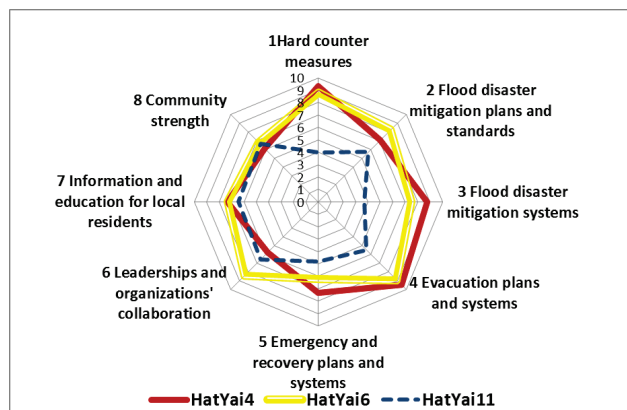 1Hard counter
measures
10
9
8
7
6
5
4
3
2
1
0
2 Flood disaster
mitigation plans and
standards
3 Flood disaster
mitigation systems
4 Evacuation plans
and systems
5 Emergency and
recovery plans and
systems
6 Leaderships and
organizations'
collaboration
7 Information and
education for local
residents
8 Community
strength
HatYai4
HatYai6
HatYai11